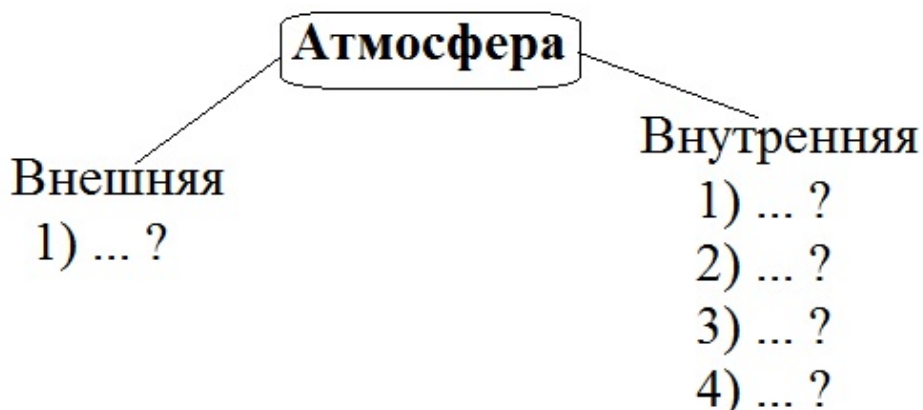 Атмосфера
Внешняя
1) ... ?
Внутренняя
1) ... ?
2) ... ?
3) ... ?
4) ... ?